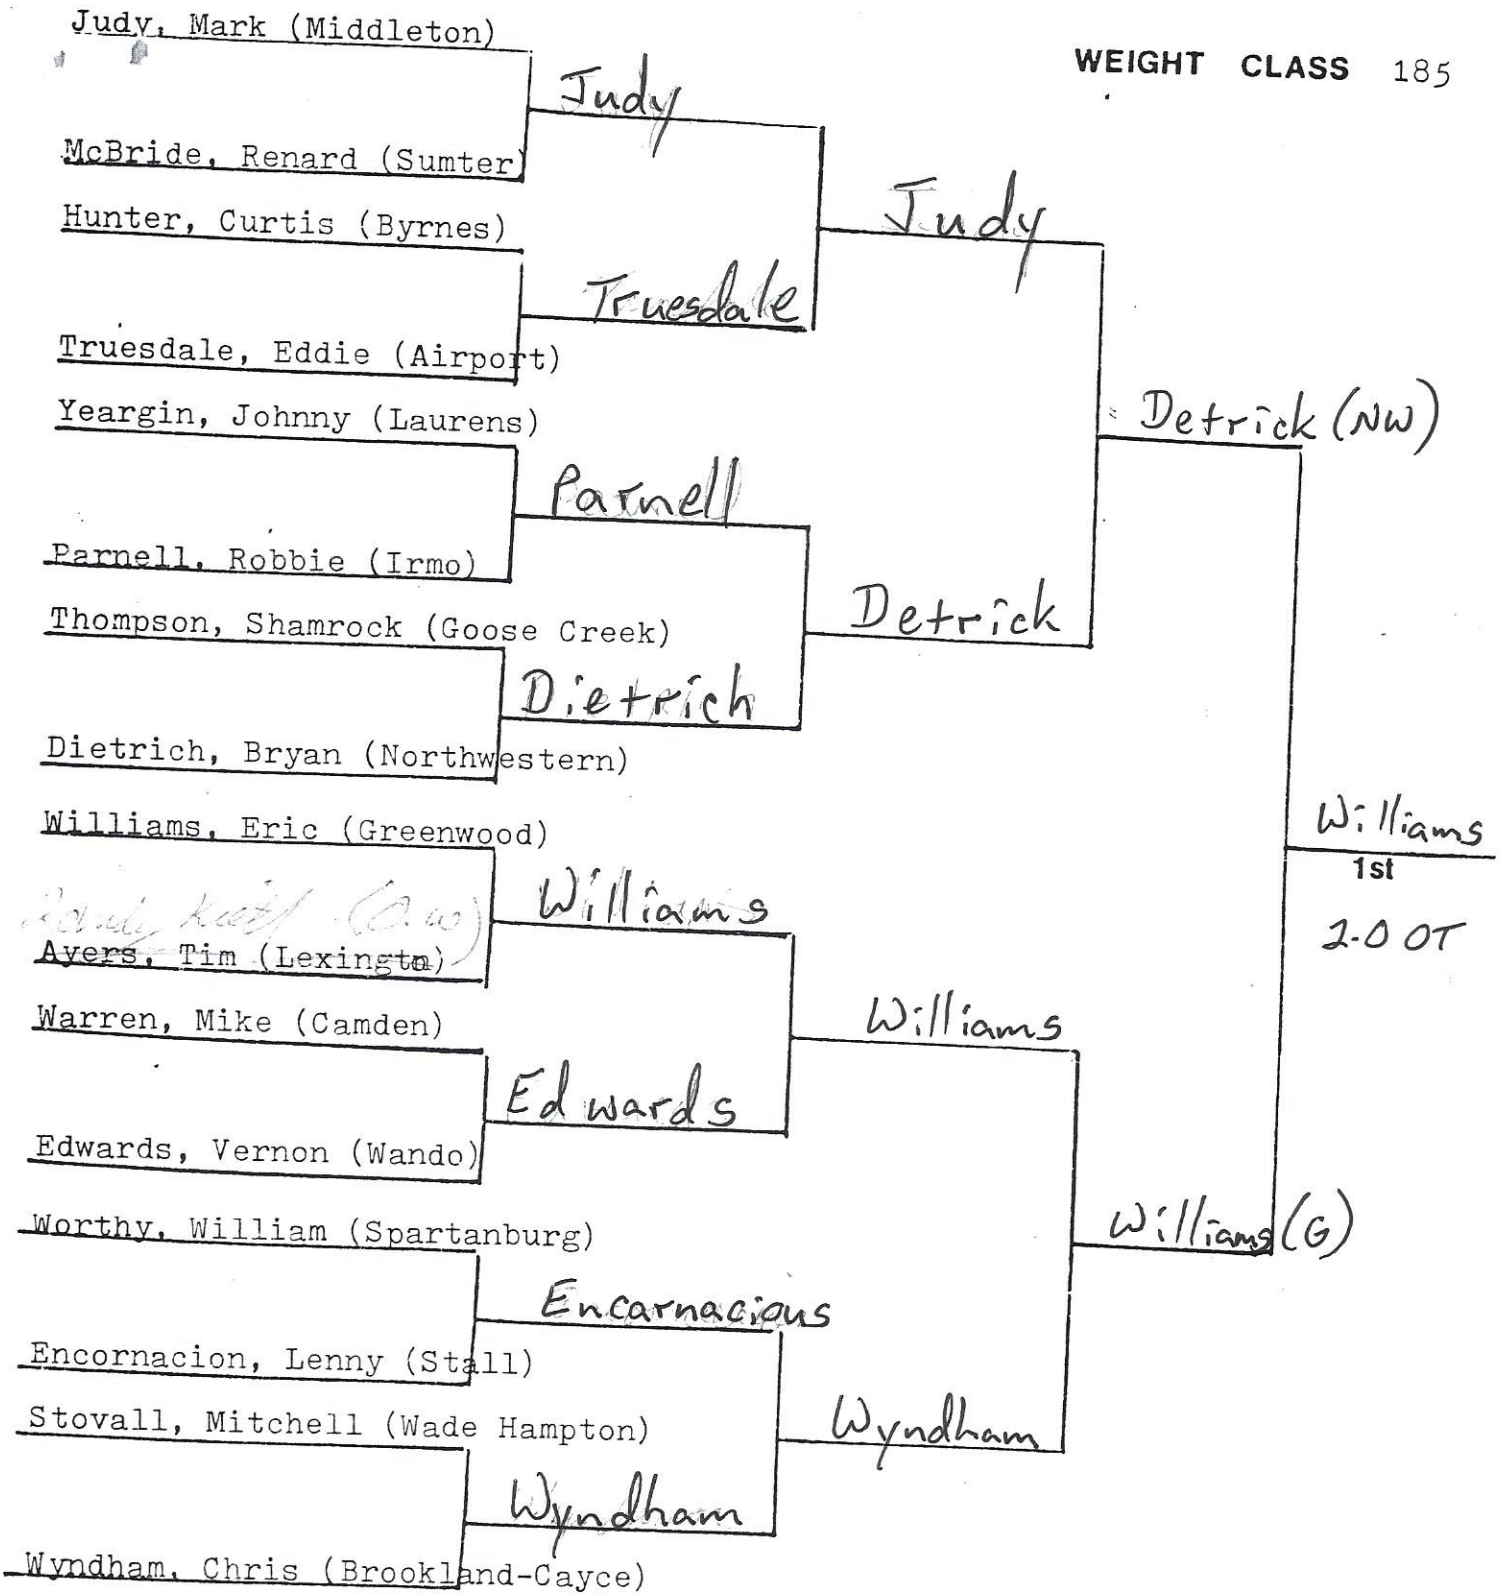 Judy, Mark (Middleton)
WEIGHT CLASS 185
Judy
McBride, Renard (Sumter)
Judy
Hunter, Curtis (Byrnes)
Truesdale
Truesdale, Eddie (Airport)
Detrick (NW)
Yeargin, Johnny (Laurens)
Parnell
Parnell, Robbie (Irmo)
Detrick
Thompson, Shamrock (Goose Creek)
Dietrich
Dietrich, Bryan (Northwestern)
Williams, Eric (Greenwood)
Williams
1st
2-0 OT
Williams
(O.W)
Ayers, Tim (Lexington)
Williams
Warren, Mike (Camden)
Edwards
Edwards, Vernon (Wando)
Williams (G)
Worthy, William (Spartanburg)
Encarnacious
Encornacion, Lenny (Stall)
Wyndham
Stovall, Mitchell (Wade Hampton)
Wyndham
Wyndham, Chris (Brookland-Cayce)